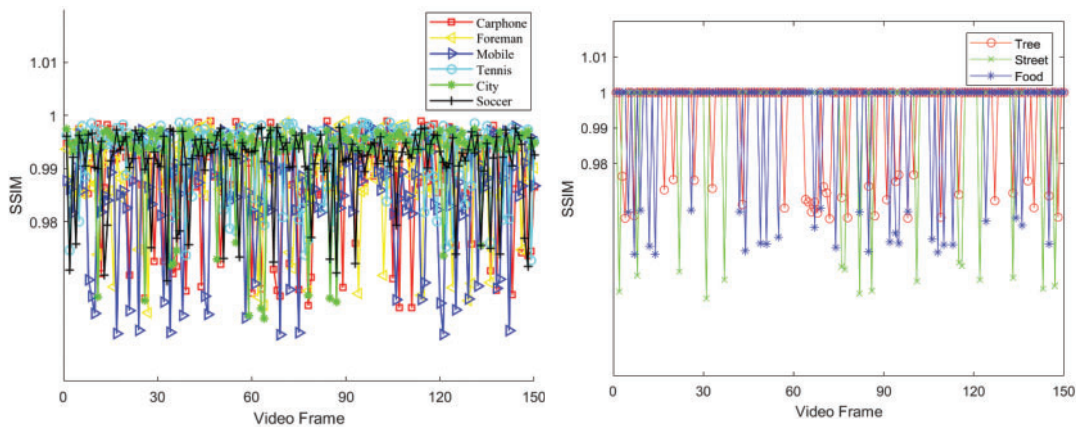 Carphone
Foreman
Mobile
Tennis
City
Soccer
1.01
1
0.99
0.98
SSIM
0
30
60
90
120
150
Video Frame
Tree
Street
Food
1.01
1
0.99
0.98
SSIM
0
30
60
90
120
150
Video Frame